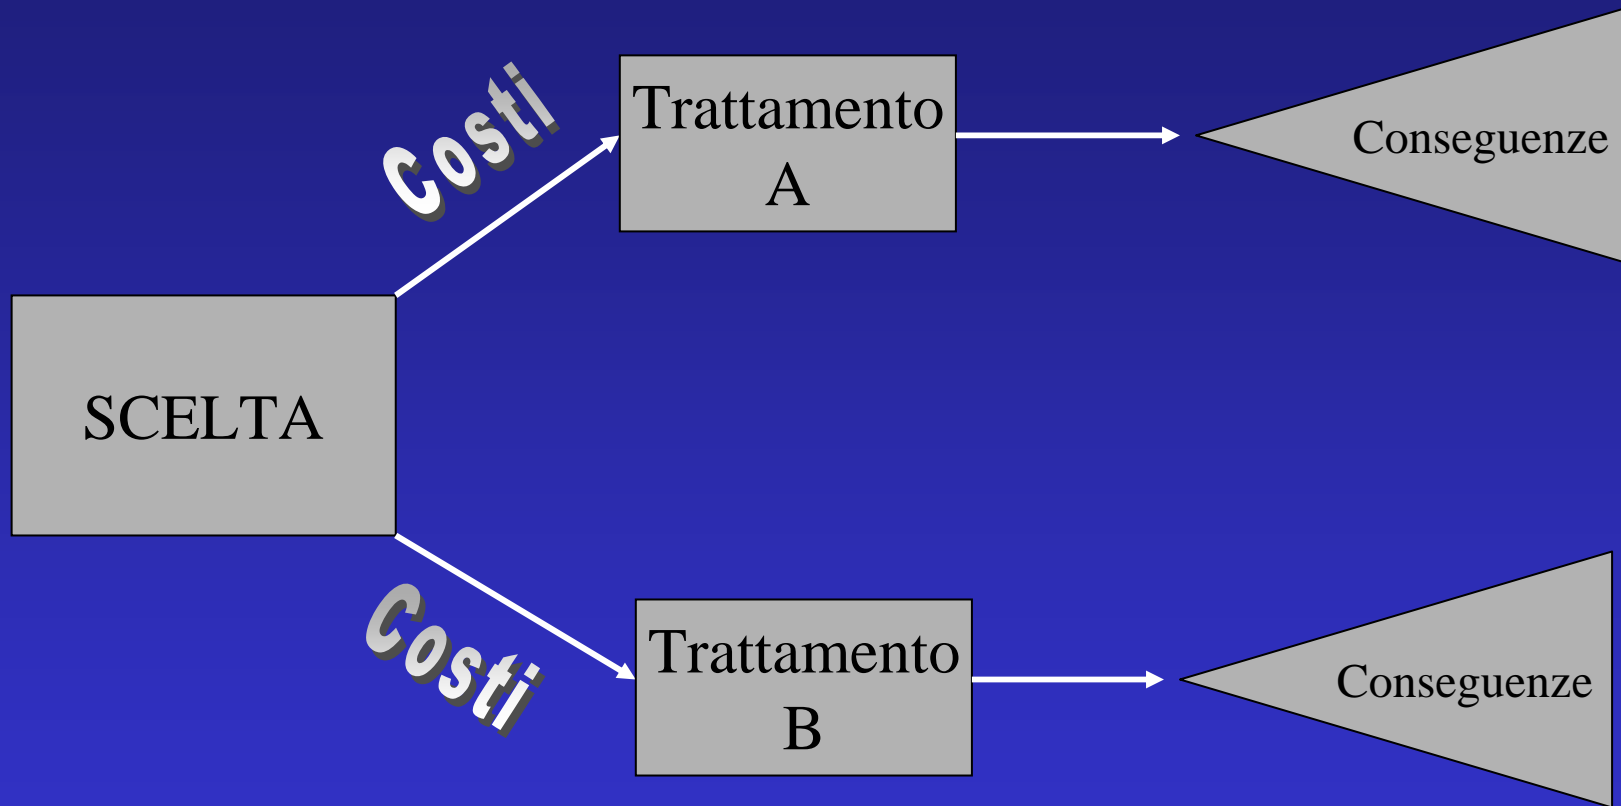 Costi
Trattamento
A
Conseguenze
SCELTA
Costi
Trattamento
B
Conseguenze